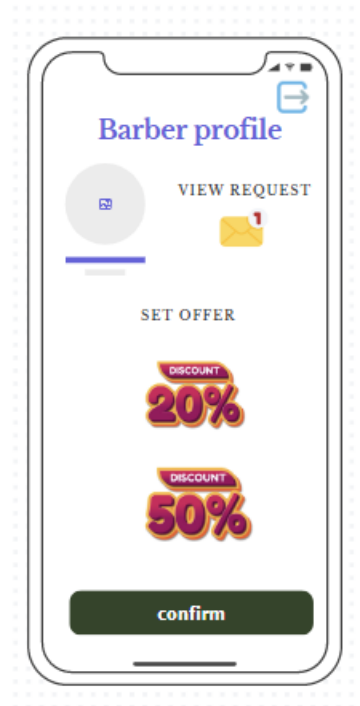 Barber profile
VIEW REQUEST
1
SET OFFER
DISCOUNT
20%
DISCOUNT
50%
confirm